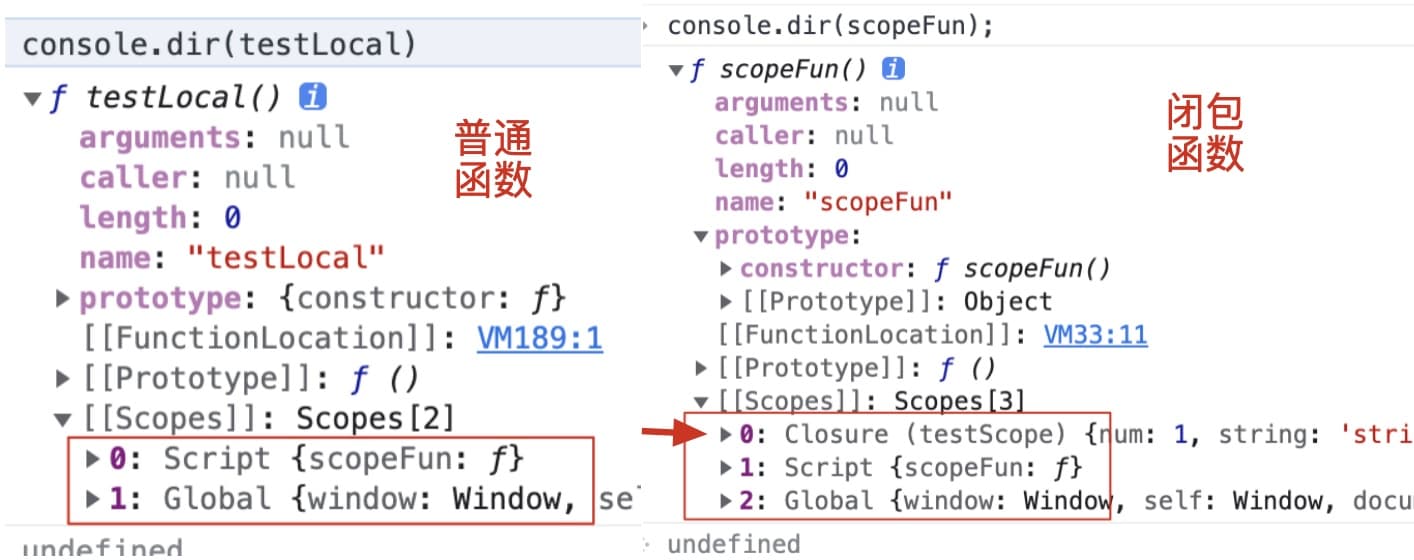 console.dir(testLocal)
▼ƒ testLocal() i
arguments: null
caller: null
length: 0
name: "testLocal"
▶prototype: {constructor: ƒ}
[[FunctionLocation]]: VM189:1
▶[[Prototype]]: ƒ ()
▼[[Scopes]]: Scopes[2]
▶0: Script {scopeFun: ƒ}
▶1: Global {window: Window, se
undefined
普通
函数
console.dir(scopeFun);
▼ƒ scopeFun() i
arguments: null
caller: null
length: 0
name: "scopeFun"
▼prototype:
▶constructor: ƒ scopeFun()
▶[[Prototype]]: Object
[[FunctionLocation]]: VM33:11
▶[[Prototype]]: ƒ ()
▼[[Scopes]]: Scopes[3]
▶0: Closure (testScope) {num: 1, string: 'stri
▶1: Script {scopeFun: ƒ}
▶2: Global {window: Window, self: Window, docu
undefined
闭包
函数